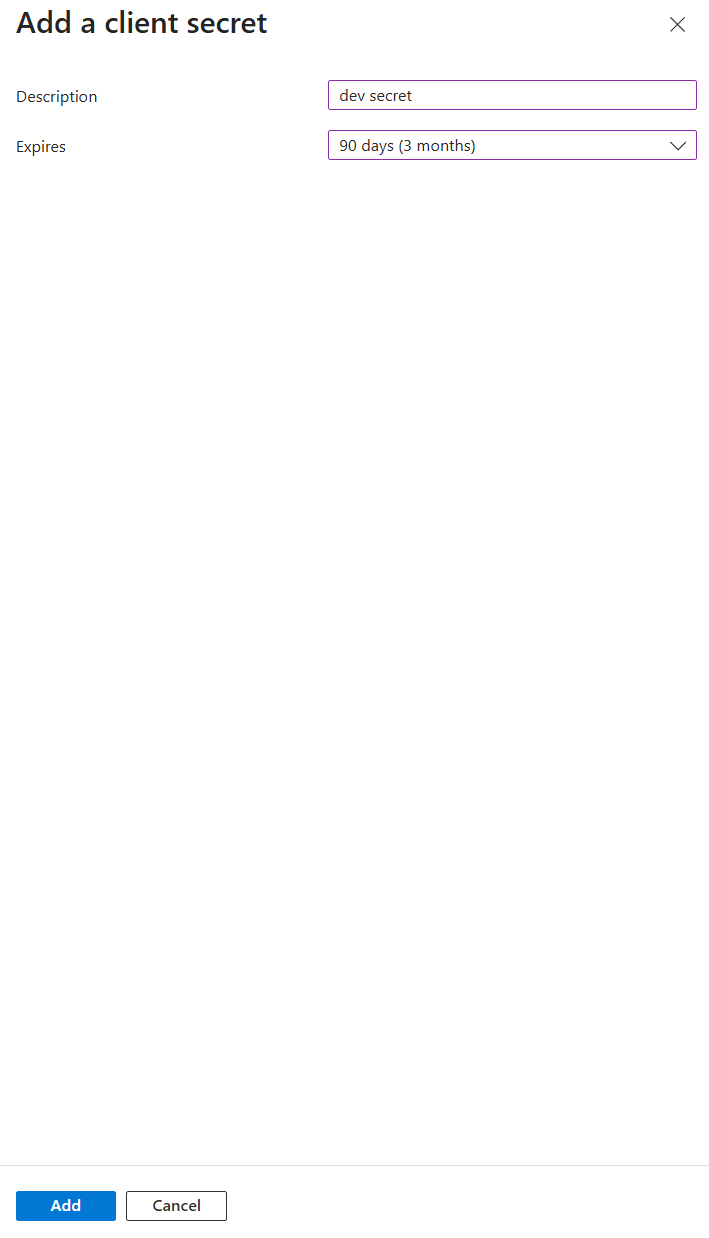 Add a client secret
Description
dev secret
Expires
90 days (3 months)
Add
Cancel